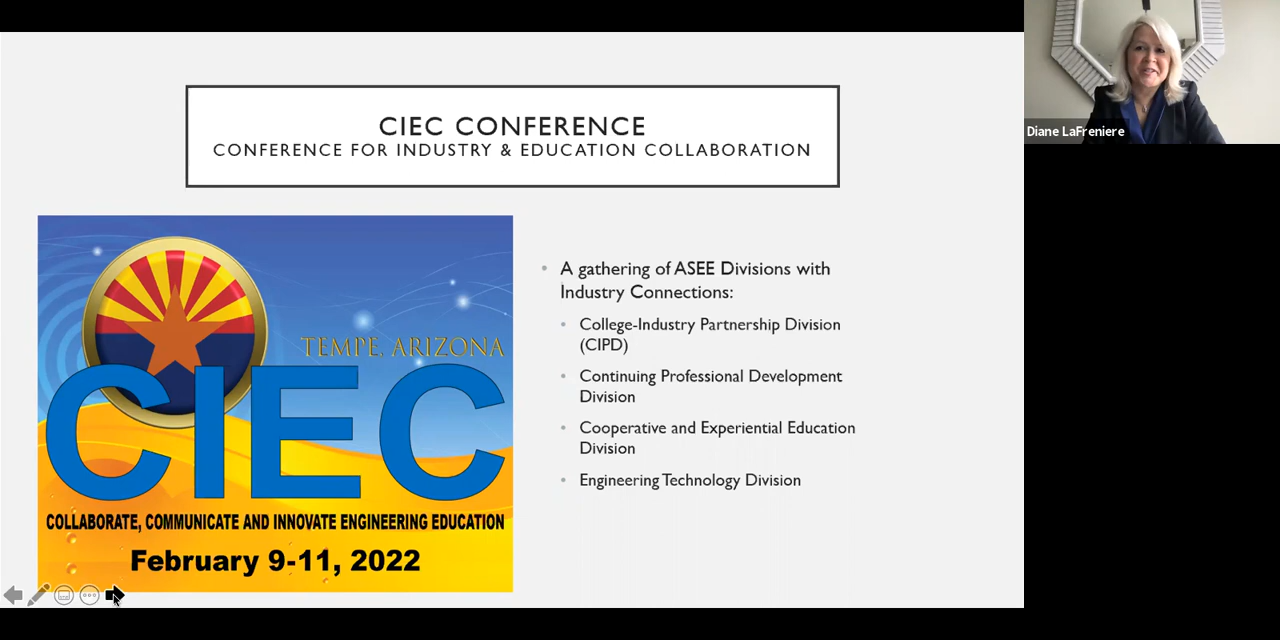 CIEC CONFERENCE
CONFERENCE FOR INDUSTRY & EDUCATION COLLABORATION
TEMPE, ARIZONA
CIEC
COLLABORATE, COMMUNICATE AND INNOVATE ENGINEERING EDUCATION
February 9-11, 2022
• A gathering of ASEE Divisions with
Industry Connections:
• College-Industry Partnership Division
(CIPD)
• Continuing Professional Development
Division
• Cooperative and Experiential Education
Division
• Engineering Technology Division
Diane LaFreniere